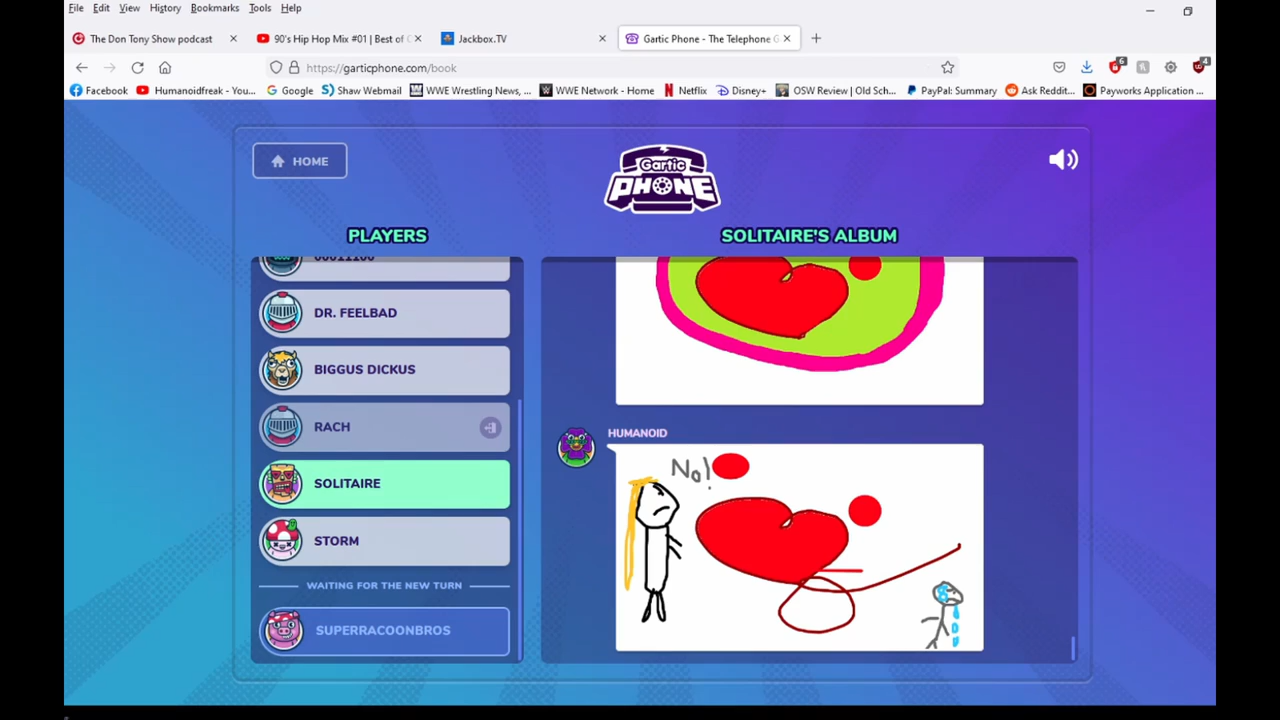 File Edit View History Bookmarks Tools Help
The Don Tony Show podcast
90's Hip Hop Mix #01 | Best of
Jackbox.TV
Gartic Phone - The Telephone G
https://garticphone.com/book
6
4
Facebook
Humanoidfreak - You...
Google
Shaw Webmail
WWE Wrestling News, ...
WWE Network - Home
Netflix
Disney+
OSW Review | Old Sch...
PayPal: Summary
Ask Reddit...
Payworks Application ...
HOME
Gartic
PHONE
PLAYERS
00011100
DR. FEELBAD
BIGGUS DICKUS
RACH
SOLITAIRE
STORM
WAITING FOR THE NEW TURN
SUPERRACOONBROS
SOLITAIRE'S ALBUM
HUMANOID
No!